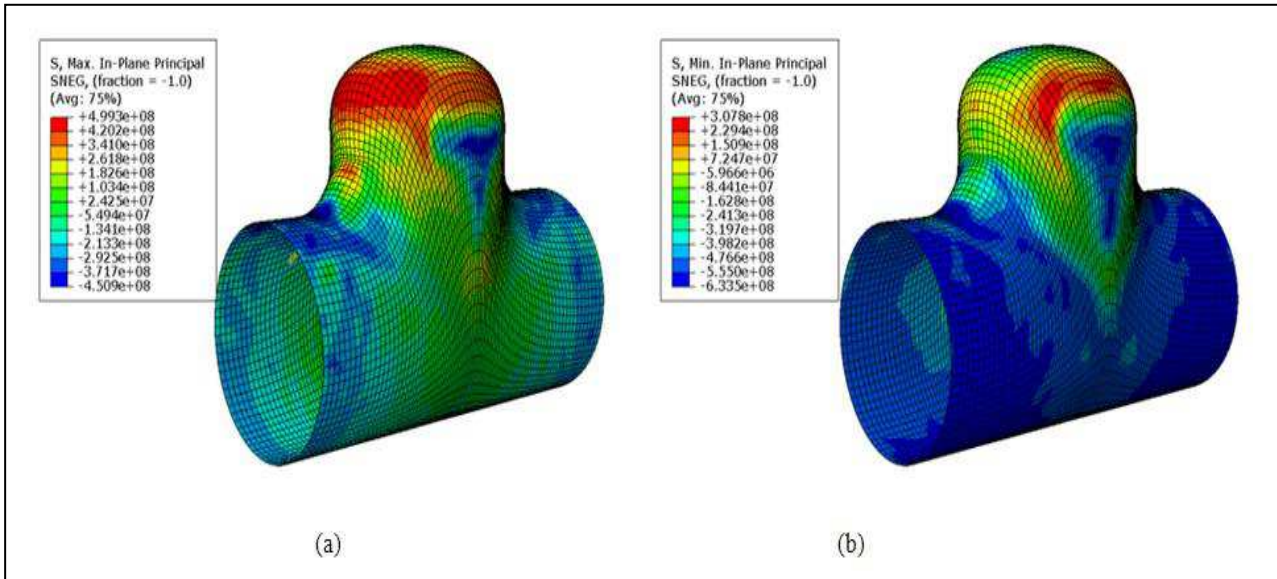 S, Max. In-Plane Principal
SNEG, (fraction = -1.0)
(Avg: 75%)
+4.993e+08
+4.202e+08
+3.410e+08
+2.618e+08
+1.826e+08
+1.034e+08
+2.425e+07
-5.494e+07
-1.341e+08
-2.133e+08
-2.925e+08
-3.717e+08
-4.509e+08
(a)
S, Min. In-Plane Principal
SNEG, (fraction = -1.0)
(Avg: 75%)
+3.078e+08
+2.294e+08
+1.509e+08
+7.247e+07
-5.966e+06
-8.441e+07
-1.628e+08
-2.413e+08
-3.197e+08
-3.982e+08
-4.766e+08
-5.550e+08
-6.335e+08
(b)